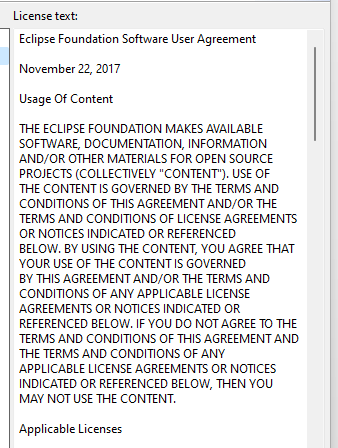 License text:
Eclipse Foundation Software User Agreement
November 22, 2017
Usage Of Content
THE ECLIPSE FOUNDATION MAKES AVAILABLE
SOFTWARE, DOCUMENTATION, INFORMATION
AND/OR OTHER MATERIALS FOR OPEN SOURCE
PROJECTS (COLLECTIVELY "CONTENT"). USE OF
THE CONTENT IS GOVERNED BY THE TERMS AND
CONDITIONS OF THIS AGREEMENT AND/OR THE
TERMS AND CONDITIONS OF LICENSE AGREEMENTS
OR NOTICES INDICATED OR REFERENCED
BELOW. BY USING THE CONTENT, YOU AGREE THAT
YOUR USE OF THE CONTENT IS GOVERNED
BY THIS AGREEMENT AND/OR THE TERMS AND
CONDITIONS OF ANY APPLICABLE LICENSE
AGREEMENTS OR NOTICES INDICATED OR
REFERENCED BELOW. IF YOU DO NOT AGREE TO THE
TERMS AND CONDITIONS OF THIS AGREEMENT AND
THE TERMS AND CONDITIONS OF ANY
APPLICABLE LICENSE AGREEMENTS OR NOTICES
INDICATED OR REFERENCED BELOW, THEN YOU
MAY NOT USE THE CONTENT.
Applicable Licenses